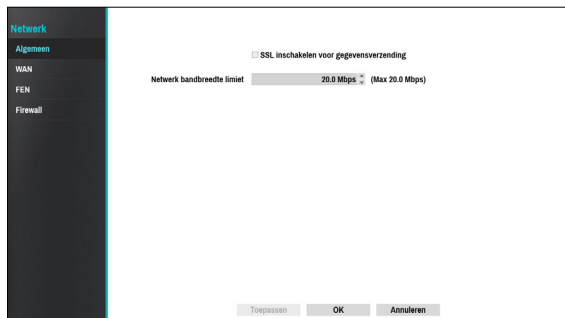 Netwerk
Algemeen
WAN
FEN
Firewall
SSL inschakelen voor gegevensverzending
Netwerk bandbreedte limiet 20.0 Mbps (Max 20.0 Mbps)
Toepassen OK Annuleren